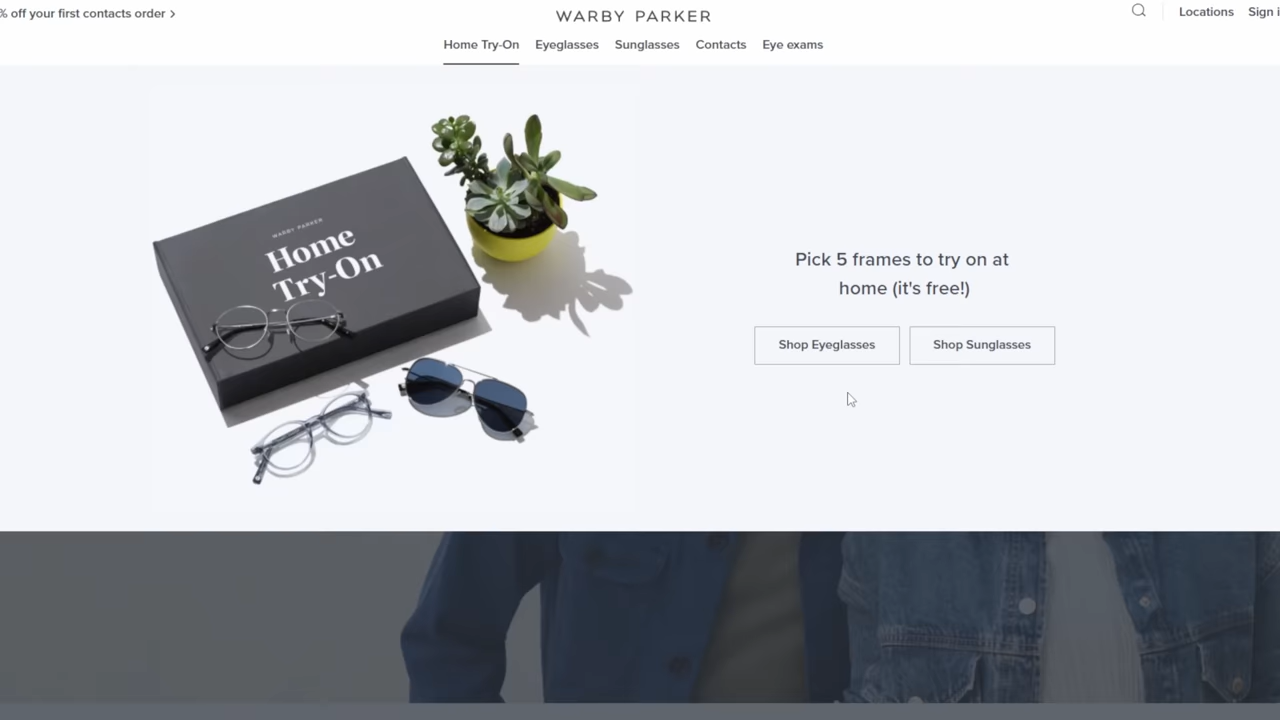 % off your first contacts order
WARBY PARKER
Locations
Sign i
Home Try-On
Eyeglasses
Sunglasses
Contacts
Eye exams
WARBY PARKER
Home
Try-On
Pick 5 frames to try on at
home (it's free!)
Shop Eyeglasses
Shop Sunglasses